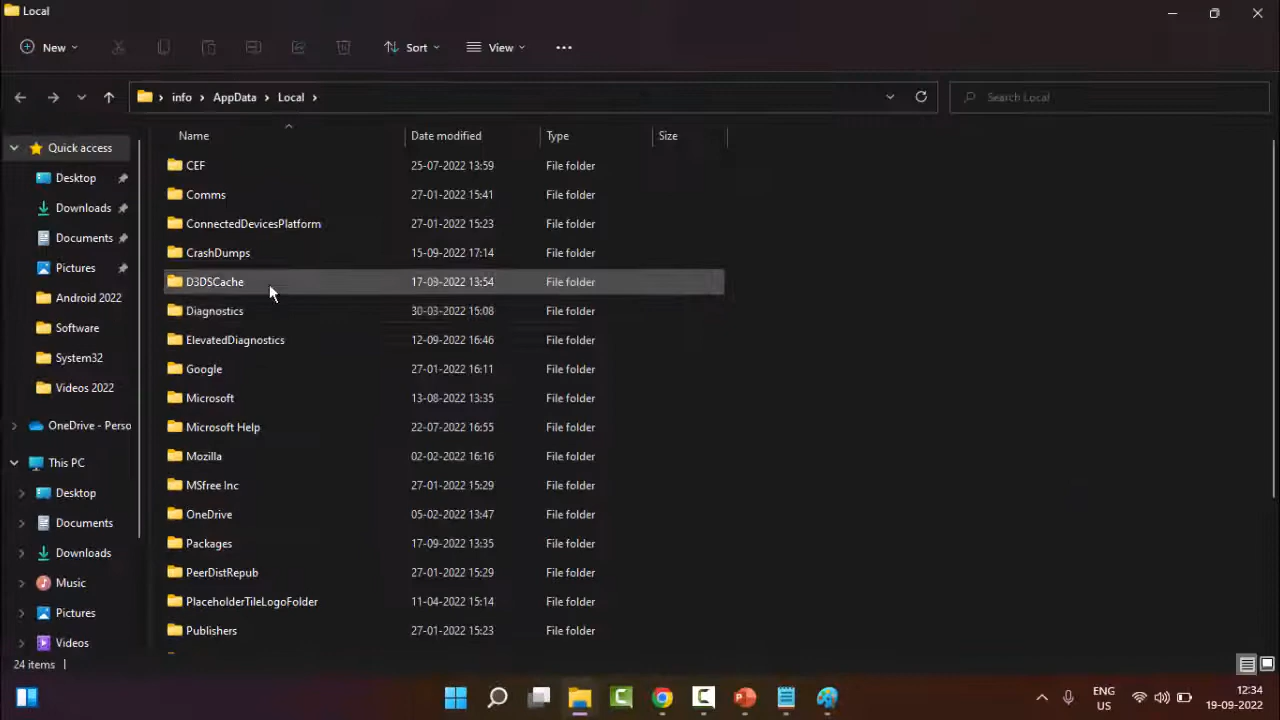 Local
New
Sort
View
info
AppData
Local
Search Local
Name
Date modified
Type
Size
Quick access
Desktop
Downloads
Documents
Pictures
Android 2022
Software
System32
Videos 2022
OneDrive - Perso
This PC
Desktop
Documents
Downloads
Music
Pictures
Videos
CEF 25-07-2022 13:59 File folder
Comms 27-01-2022 15:41 File folder
ConnectedDevicesPlatform 27-01-2022 15:23 File folder
CrashDumps 15-09-2022 17:14 File folder
D3DSCache 17-09-2022 13:54 File folder
Diagnostics 30-03-2022 15:08 File folder
ElevatedDiagnostics 12-09-2022 16:46 File folder
Google 27-01-2022 16:11 File folder
Microsoft 13-08-2022 13:35 File folder
Microsoft Help 22-07-2022 16:55 File folder
Mozilla 02-02-2022 16:16 File folder
MSfree Inc 27-01-2022 15:29 File folder
OneDrive 05-02-2022 13:47 File folder
Packages 17-09-2022 13:35 File folder
PeerDistRepub 27-01-2022 15:29 File folder
PlaceholderTileLogoFolder 11-04-2022 15:14 File folder
Publishers 27-01-2022 15:23 File folder
24 items
ENG
US
12:34
19-09-2022